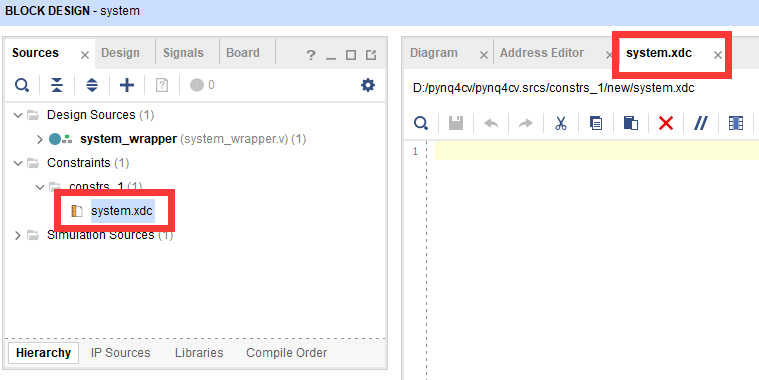 BLOCK DESIGN - system
Sources × Design Signals Board ? _
Diagram × Address Editor × system.xdc ×
D:/pynq4cv/pynq4cv.srcs/constrs_1/new/system.xdc
0
Design Sources (1)
system_wrapper (system_wrapper.v) (1)
Constraints (1)
constrs_1 (1)
system.xdc
Simulation Sources (1)
1
Hierarchy IP Sources Libraries Compile Order